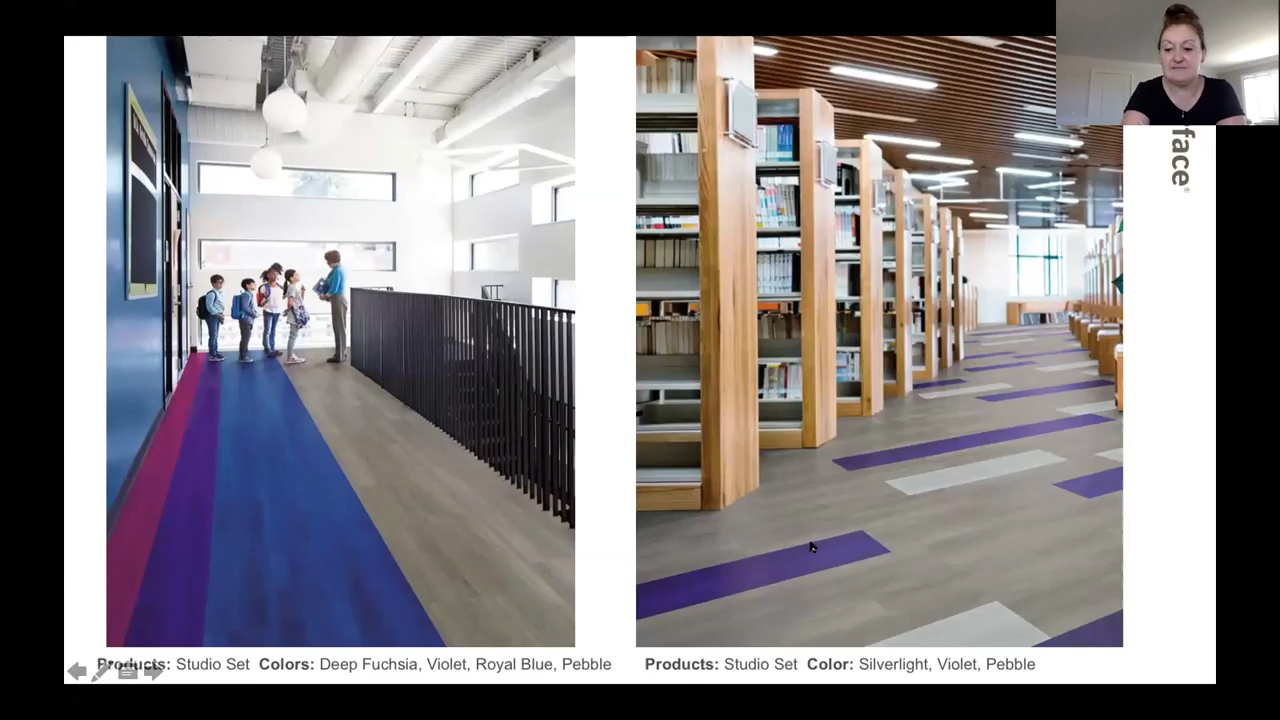 face®
Products: Studio Set Colors: Deep Fuchsia, Violet, Royal Blue, Pebble
Products: Studio Set Color: Silverlight, Violet, Pebble